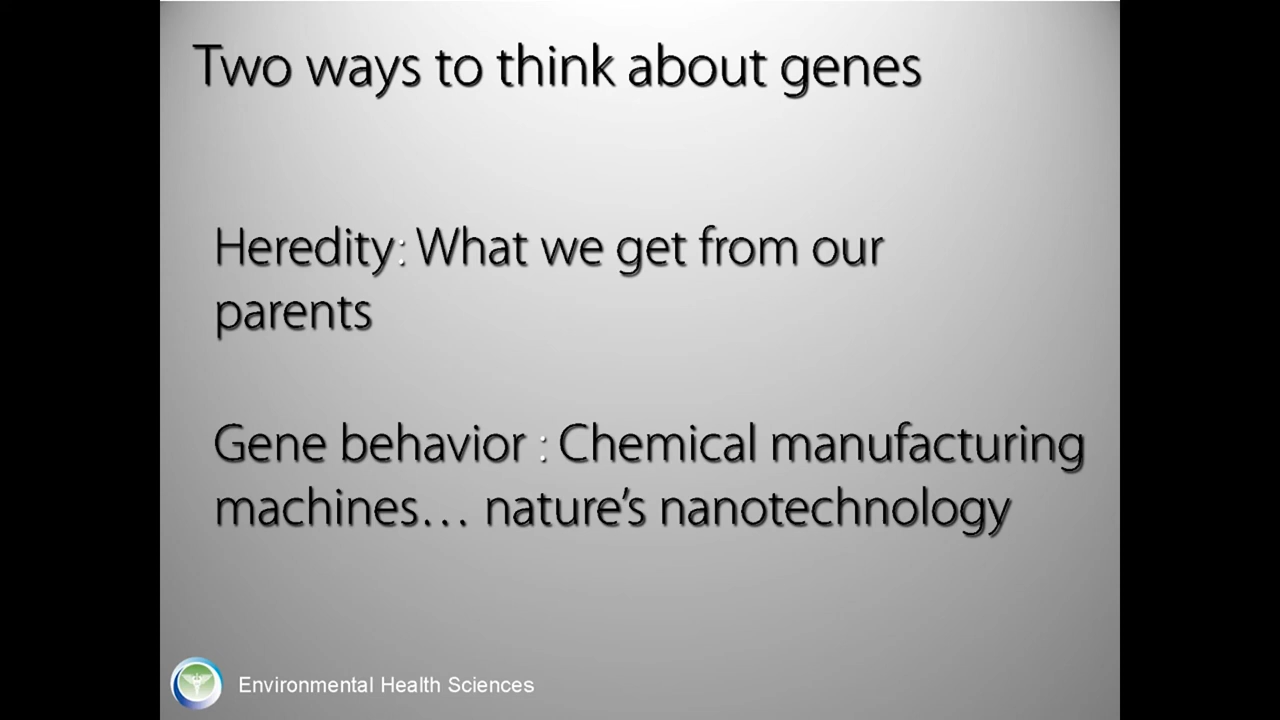 Two ways to think about genes
Heredity: What we get from our
parents
Gene behavior : Chemical manufacturing
machines… nature’s nanotechnology
Environmental Health Sciences